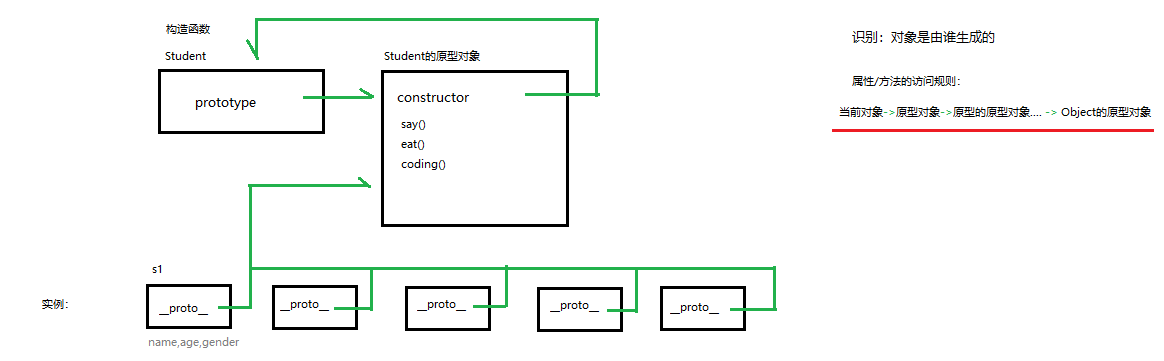 构造函数
Student
prototype
Student的原型对象
constructor
say()
eat()
coding()
识别：对象是由谁生成的
属性/方法的访问规则：
当前对象->原型对象->原型的原型对象.... -> Object的原型对象
s1
实例：
__proto__
__proto__
__proto__
__proto__
__proto__
name,age,gender